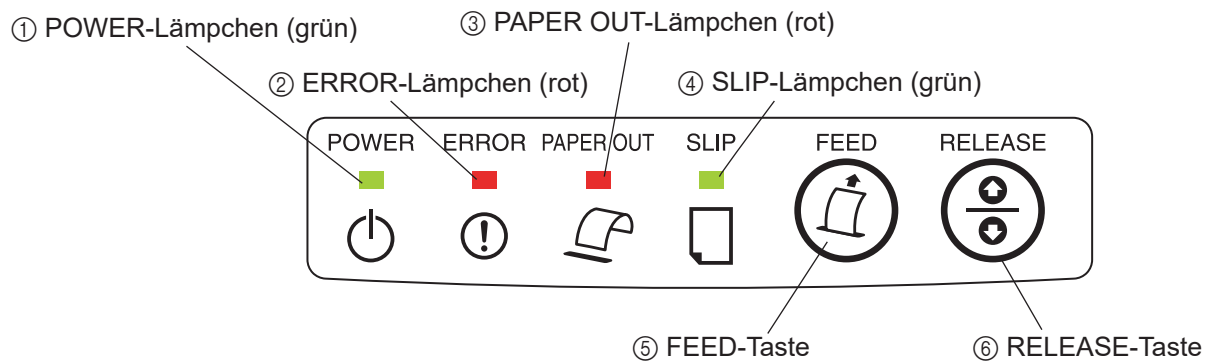 ① POWER-Lämpchen (grün)
③ PAPER OUT-Lämpchen (rot)
② ERROR-Lämpchen (rot)
④ SLIP-Lämpchen (grün)
POWER ERROR PAPER OUT SLIP FEED RELEASE
⑤ FEED-Taste
⑥ RELEASE-Taste